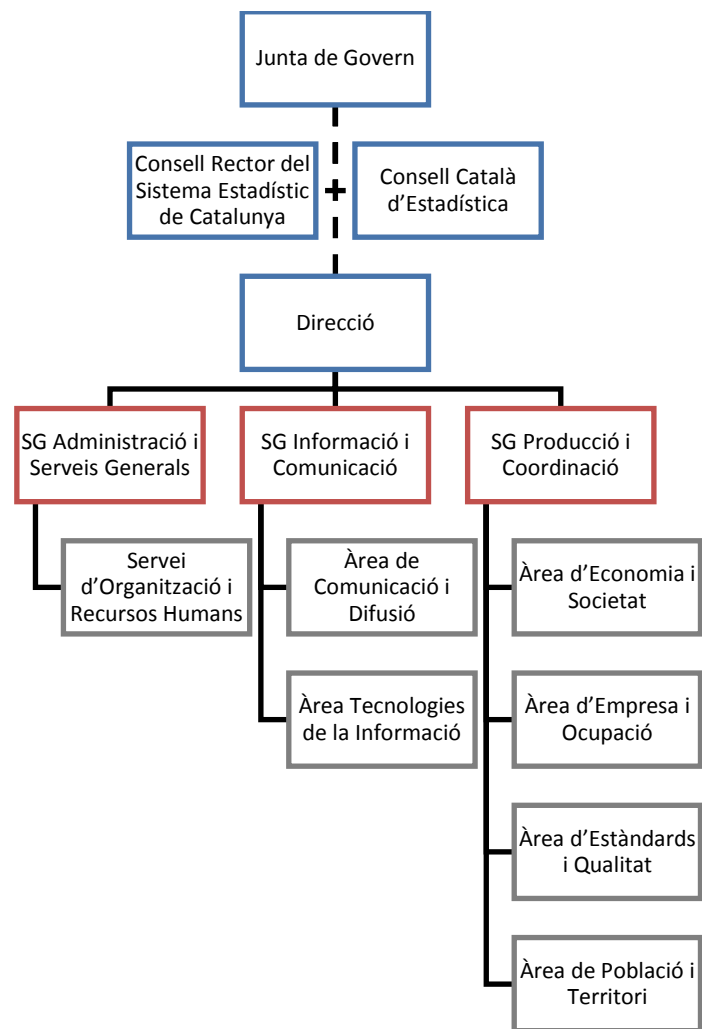 Junta de Govern
Consell Rector del
Sistema Estadístic
de Catalunya
Consell Català
d’Estadística
Direcció
SG Administració i
Serveis Generals
SG Informació i
Comunicació
SG Producció i
Coordinació
Servei
d’Organització i
Recursos Humans
Àrea de
Comunicació i
Difusió
Àrea Tecnologies
de la Informació
Àrea d’Economia i
Societat
Àrea d’Empresa i
Ocupació
Àrea d’Estàndards
i Qualitat
Àrea de Població i
Territori